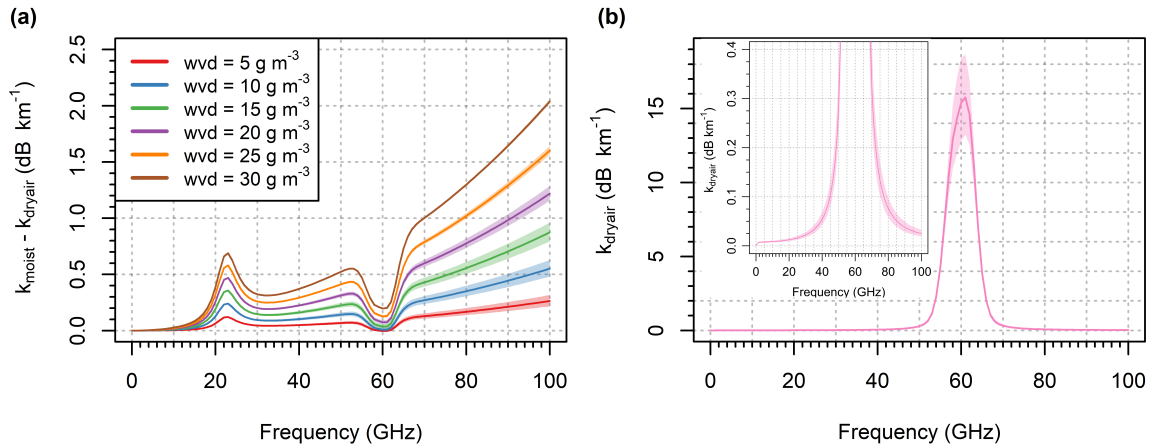 (a)
2.5
2.0
1.5
1.0
0.5
0.0
k_moist - k_dryair (dB km⁻¹)
wvd = 5 g m⁻³
wvd = 10 g m⁻³
wvd = 15 g m⁻³
wvd = 20 g m⁻³
wvd = 25 g m⁻³
wvd = 30 g m⁻³
0 20 40 60 80 100
Frequency (GHz)
(b)
15
10
5
0
k_dryair (dB km⁻¹)
0.4
0.3
0.2
0.1
0.0
k_dryair (dB km⁻¹)
0 20 40 60 80 100
Frequency (GHz)
0 20 40 60 80 100
Frequency (GHz)